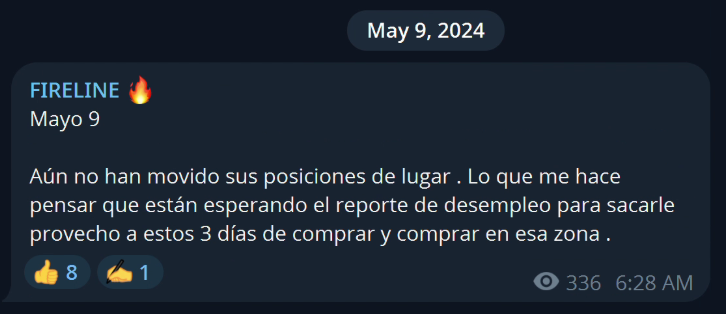 May 9, 2024
FIRELINE 🔥
Mayo 9
Aún no han movido sus posiciones de lugar . Lo que me hace
pensar que están esperando el reporte de desempleo para sacarle
provecho a estos 3 días de comprar y comprar en esa zona .
👍 8 ✍️ 1
336 6:28 AM